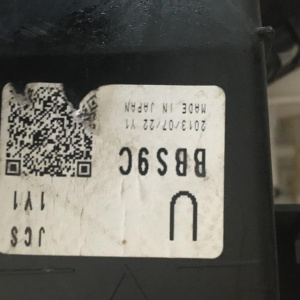 U
JCS
1Y1
BBS9C
2013/07/22 Y1
MADE IN JAPAN